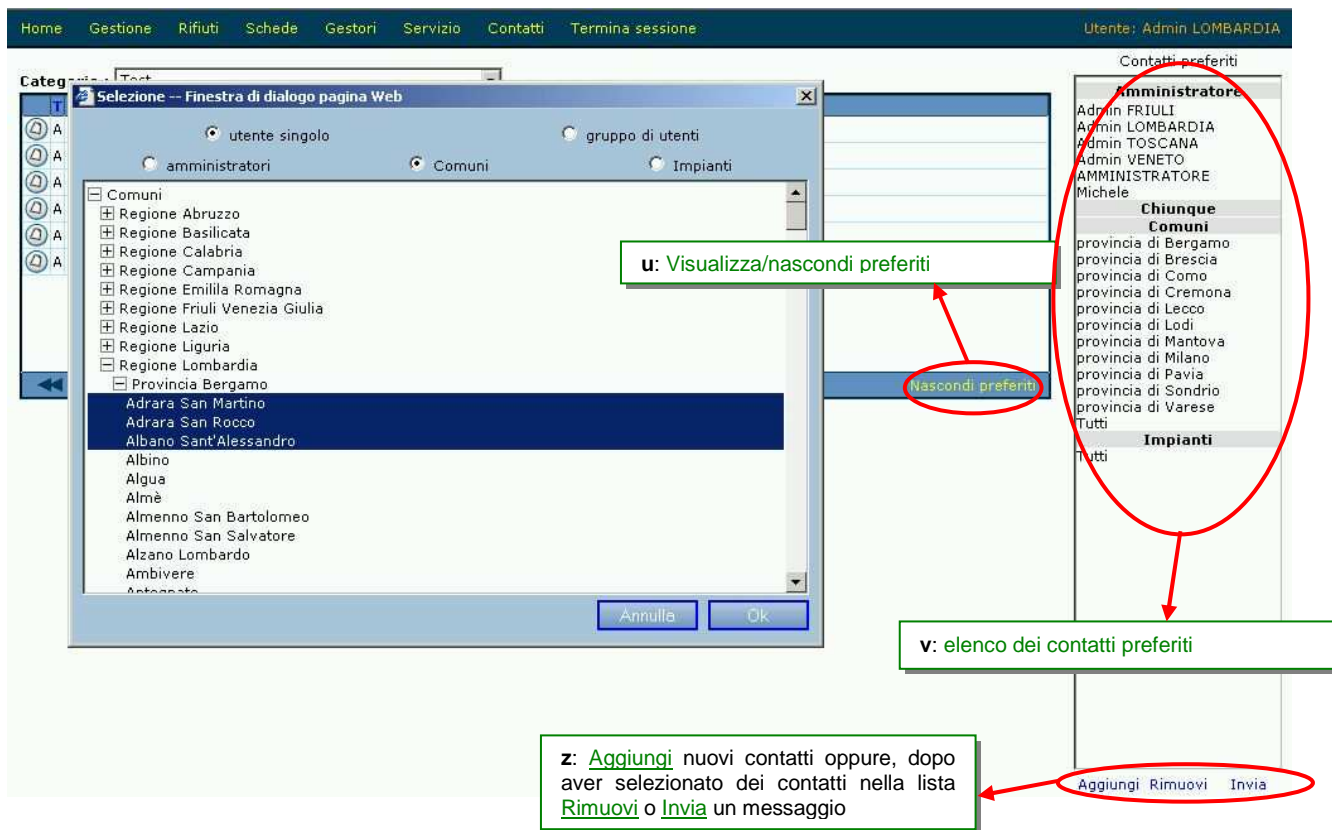 Home Gestione Rifiuti Schede Gestori Servizio Contatti Termina sessione Utente: Admin LOMBARDIA
Test
Selezione -- Finestra di dialogo pagina Web
utente singolo gruppo di utenti
amministratori Comuni Impianti
Comuni
Regione Abruzzo
Regione Basilicata
Regione Calabria
Regione Campania
Regione Emilila Romagna
Regione Friuli Venezia Giulia
Regione Lazio
Regione Liguria
Regione Lombardia
Provincia Bergamo
Adrara San Martino
Adrara San Rocco
Albano Sant'Alessandro
Albino
Algua
Almè
Almenno San Bartolomeo
Almenno San Salvatore
Alzano Lombardo
Ambivere
Annulla Ok
T
A
A
A
A
A
A
u: Visualizza/nascondi preferiti
Nascondi preferiti
Contatti preferiti
Amministratore
Admin FRIULI
Admin LOMBARDIA
Admin TOSCANA
Admin VENETO
AMMINISTRATORE
Michele
Chiunque
Comuni
provincia di Bergamo
provincia di Brescia
provincia di Como
provincia di Cremona
provincia di Lecco
provincia di Lodi
provincia di Mantova
provincia di Milano
provincia di Pavia
provincia di Sondrio
provincia di Varese
Tutti
Impianti
Tutti
v: elenco dei contatti preferiti
z: Aggiungi nuovi contatti oppure, dopo
aver selezionato dei contatti nella lista
Rimuovi o Invia un messaggio
Aggiungi Rimuovi Invia